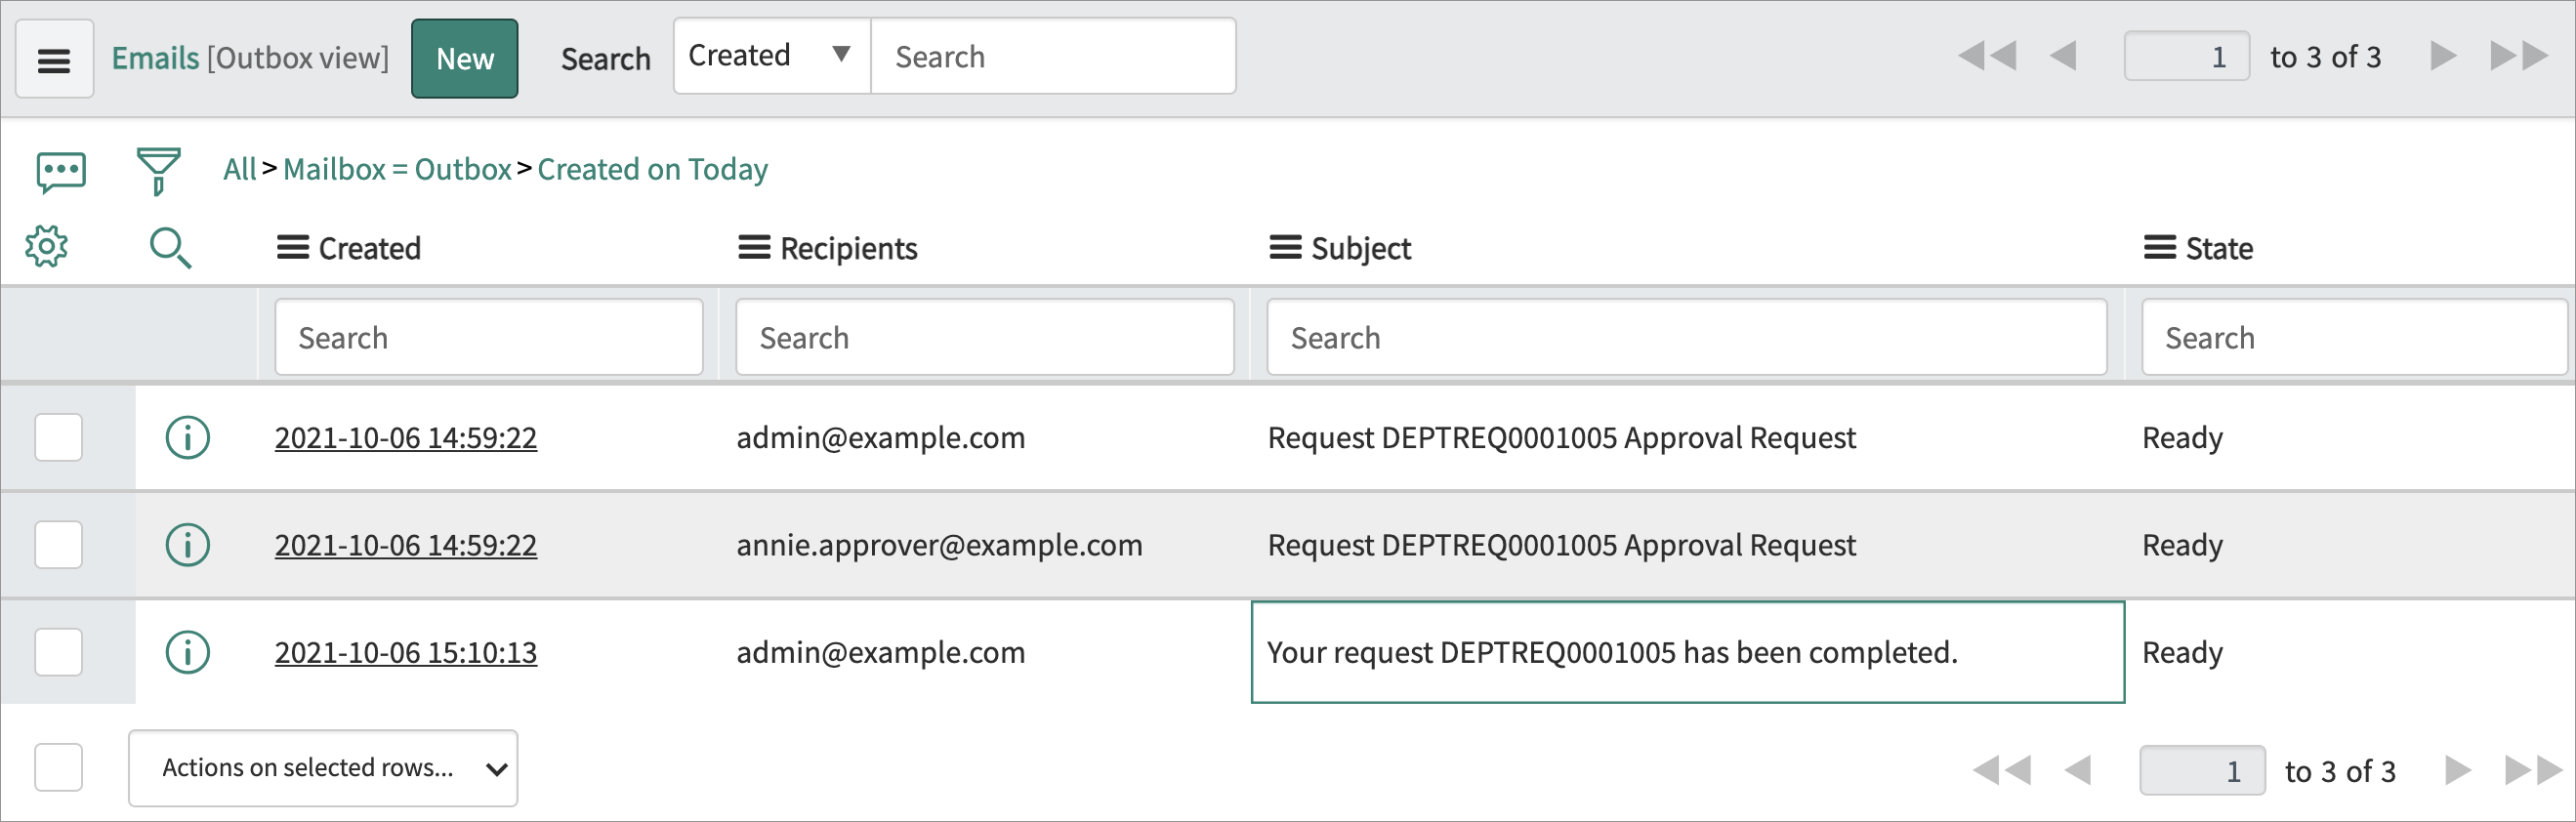 Emails [Outbox view] New Search Created Search 1 to 3 of 3
All > Mailbox = Outbox > Created on Today
Created Recipients Subject State
Search Search Search Search
2021-10-06 14:59:22 admin@example.com Request DEPTREQ0001005 Approval Request Ready
2021-10-06 14:59:22 annie.approver@example.com Request DEPTREQ0001005 Approval Request Ready
2021-10-06 15:10:13 admin@example.com Your request DEPTREQ0001005 has been completed. Ready
Actions on selected rows... 1 to 3 of 3